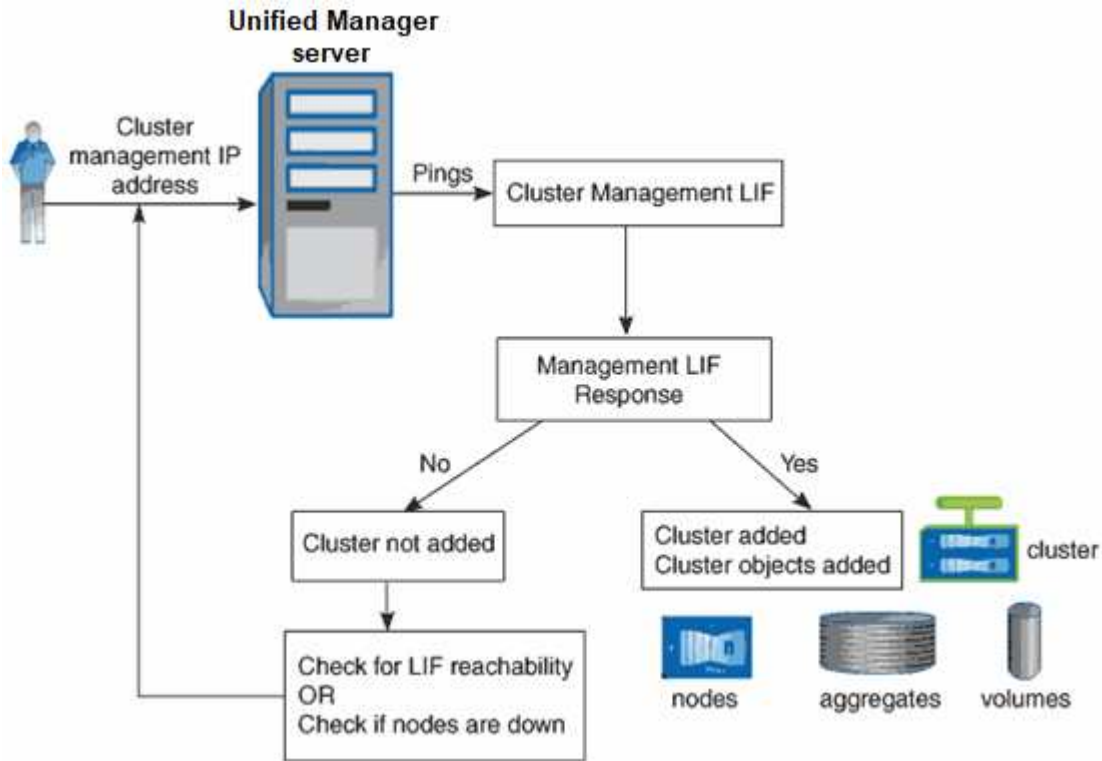 Unified Manager
server
Cluster
management IP
address
Pings
Cluster Management LIF
Management LIF
Response
No
Yes
Cluster not added
Cluster added
Cluster objects added
cluster
Check for LIF reachability
OR
Check if nodes are down
nodes
aggregates
volumes